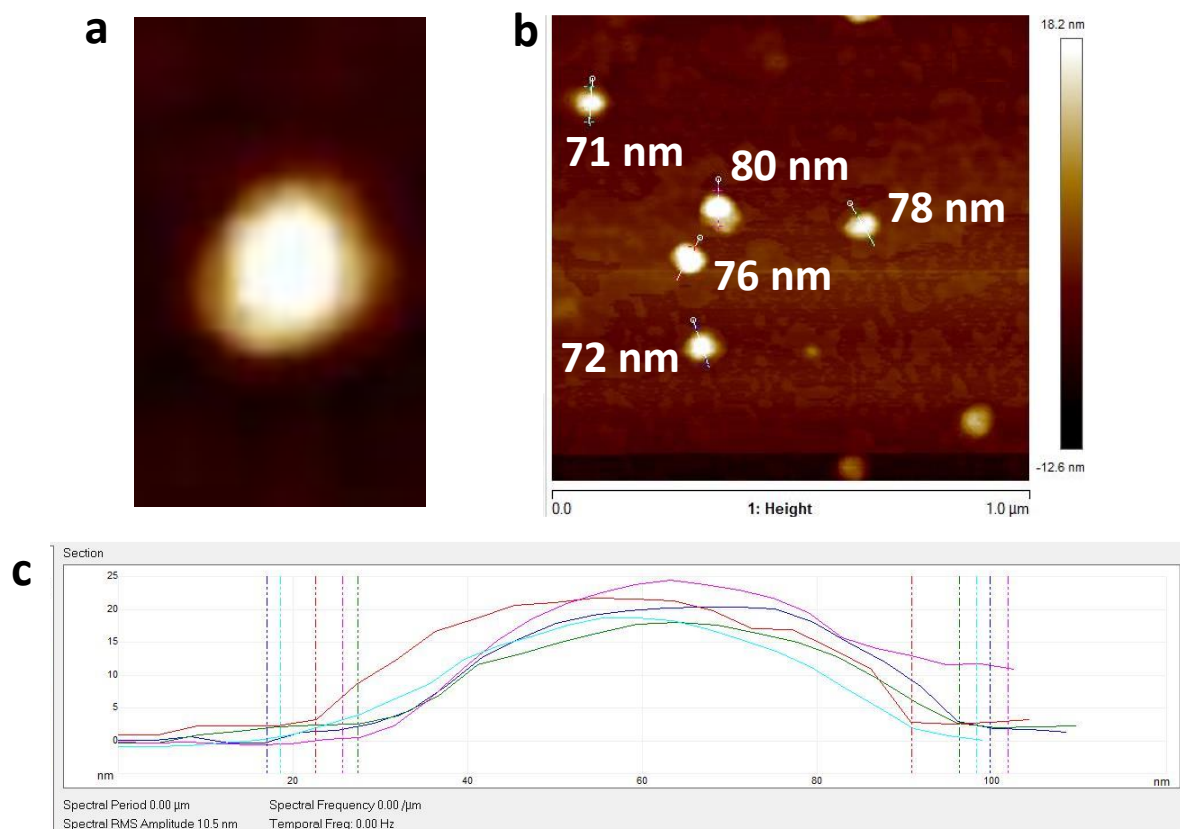 a
b
18.2 nm
71 nm
80 nm
78 nm
76 nm
72 nm
-12.6 nm
0.0 1: Height 1.0 µm
c
Section
25
20
15
10
5
0
nm 20 40 60 80 100 nm
Spectral Period 0.00 µm Spectral Frequency 0.00 /µm
Spectral RMS Amplitude 10.5 nm Temporal Freq: 0.00 Hz